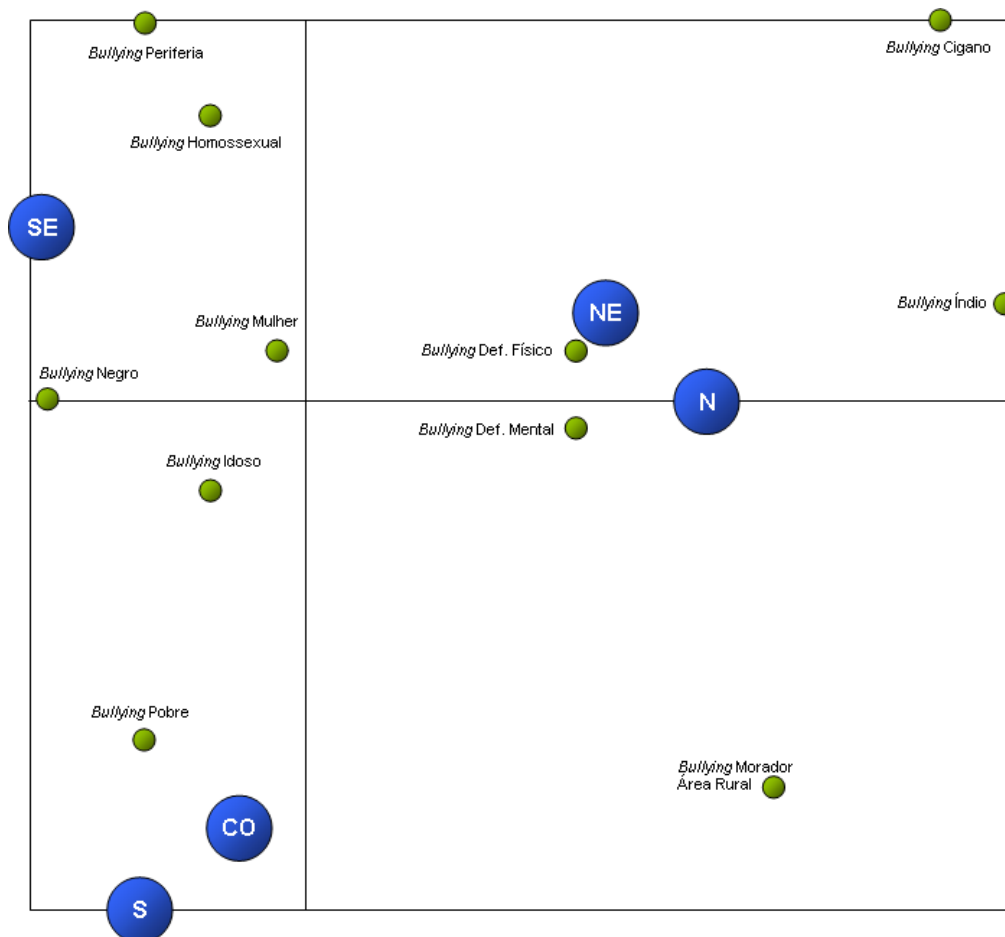 Bullying Periferia
Bullying Cigano
Bullying Homossexual
SE
Bullying Índio
NE
Bullying Mulher
Bullying Def. Físico
Bullying Negro
N
Bullying Def. Mental
Bullying Idoso
Bullying Pobre
Bullying Morador
Área Rural
CO
S